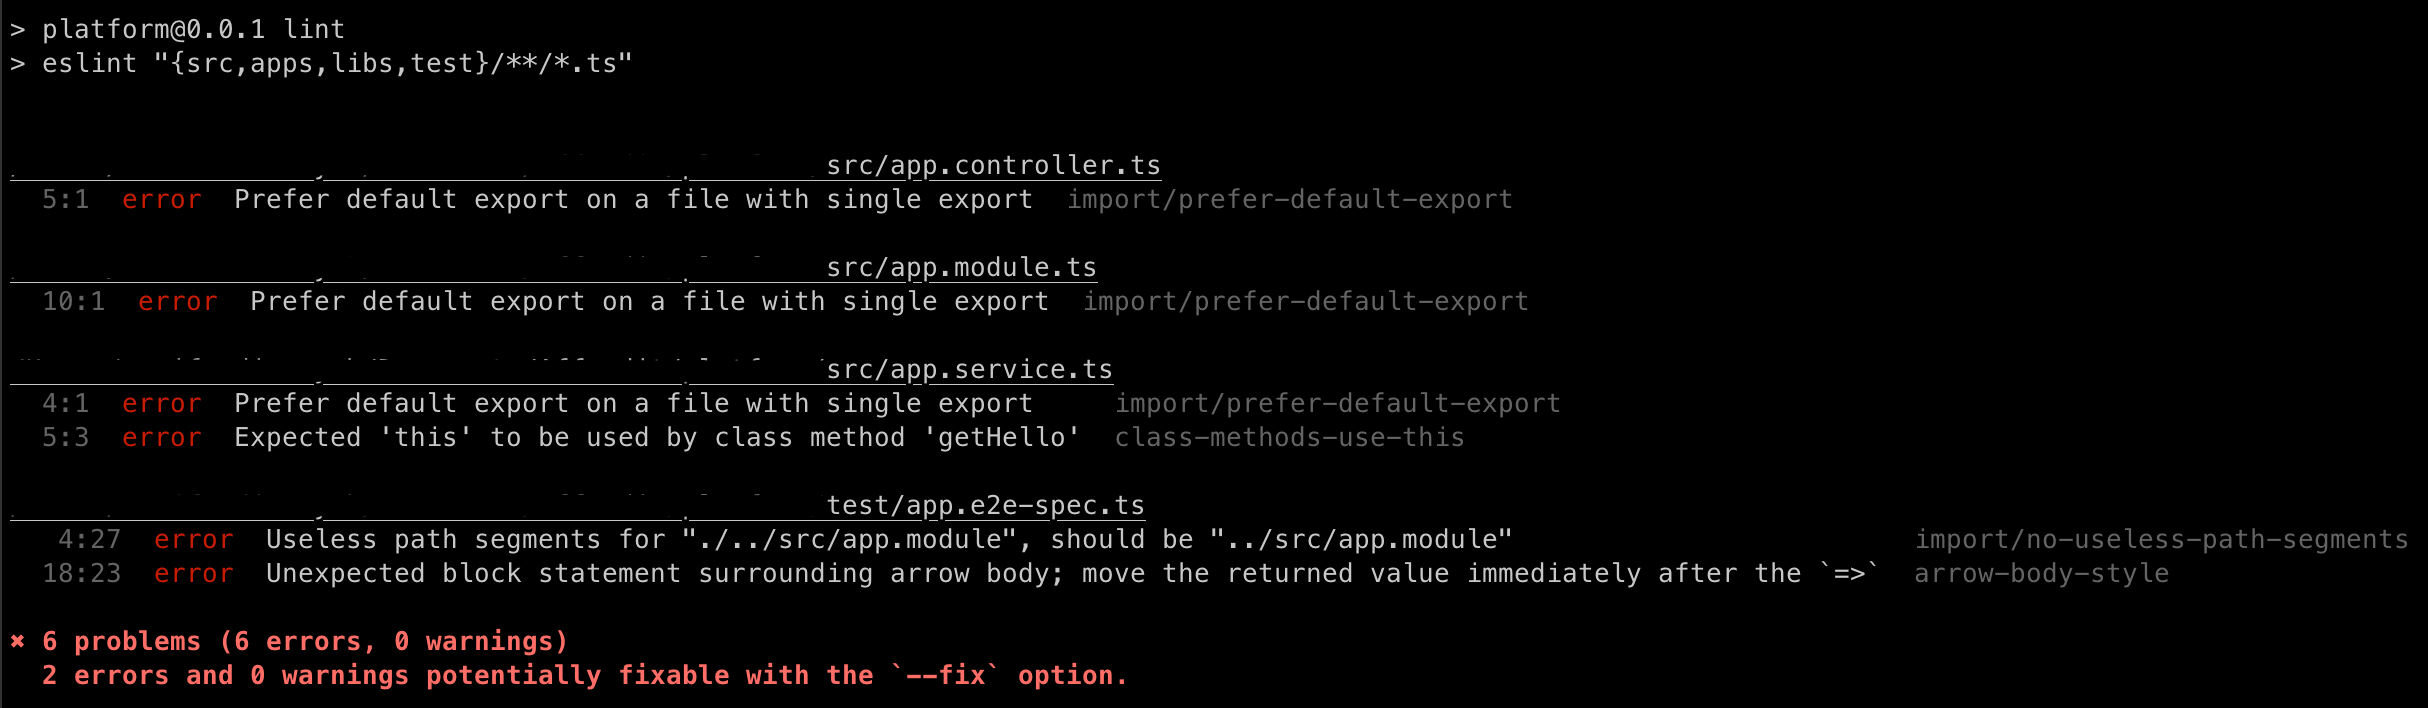 > platform@0.0.1 lint
> eslint "{src,apps,libs,test}/**/*.ts"
src/app.controller.ts
5:1 error Prefer default export on a file with single export import/prefer-default-export
src/app.module.ts
10:1 error Prefer default export on a file with single export import/prefer-default-export
src/app.service.ts
4:1 error Prefer default export on a file with single export import/prefer-default-export
5:3 error Expected 'this' to be used by class method 'getHello' class-methods-use-this
test/app.e2e-spec.ts
4:27 error Useless path segments for "./../src/app.module", should be "../src/app.module" import/no-useless-path-segments
18:23 error Unexpected block statement surrounding arrow body; move the returned value immediately after the `=>` arrow-body-style
✖ 6 problems (6 errors, 0 warnings)
2 errors and 0 warnings potentially fixable with the `--fix` option.